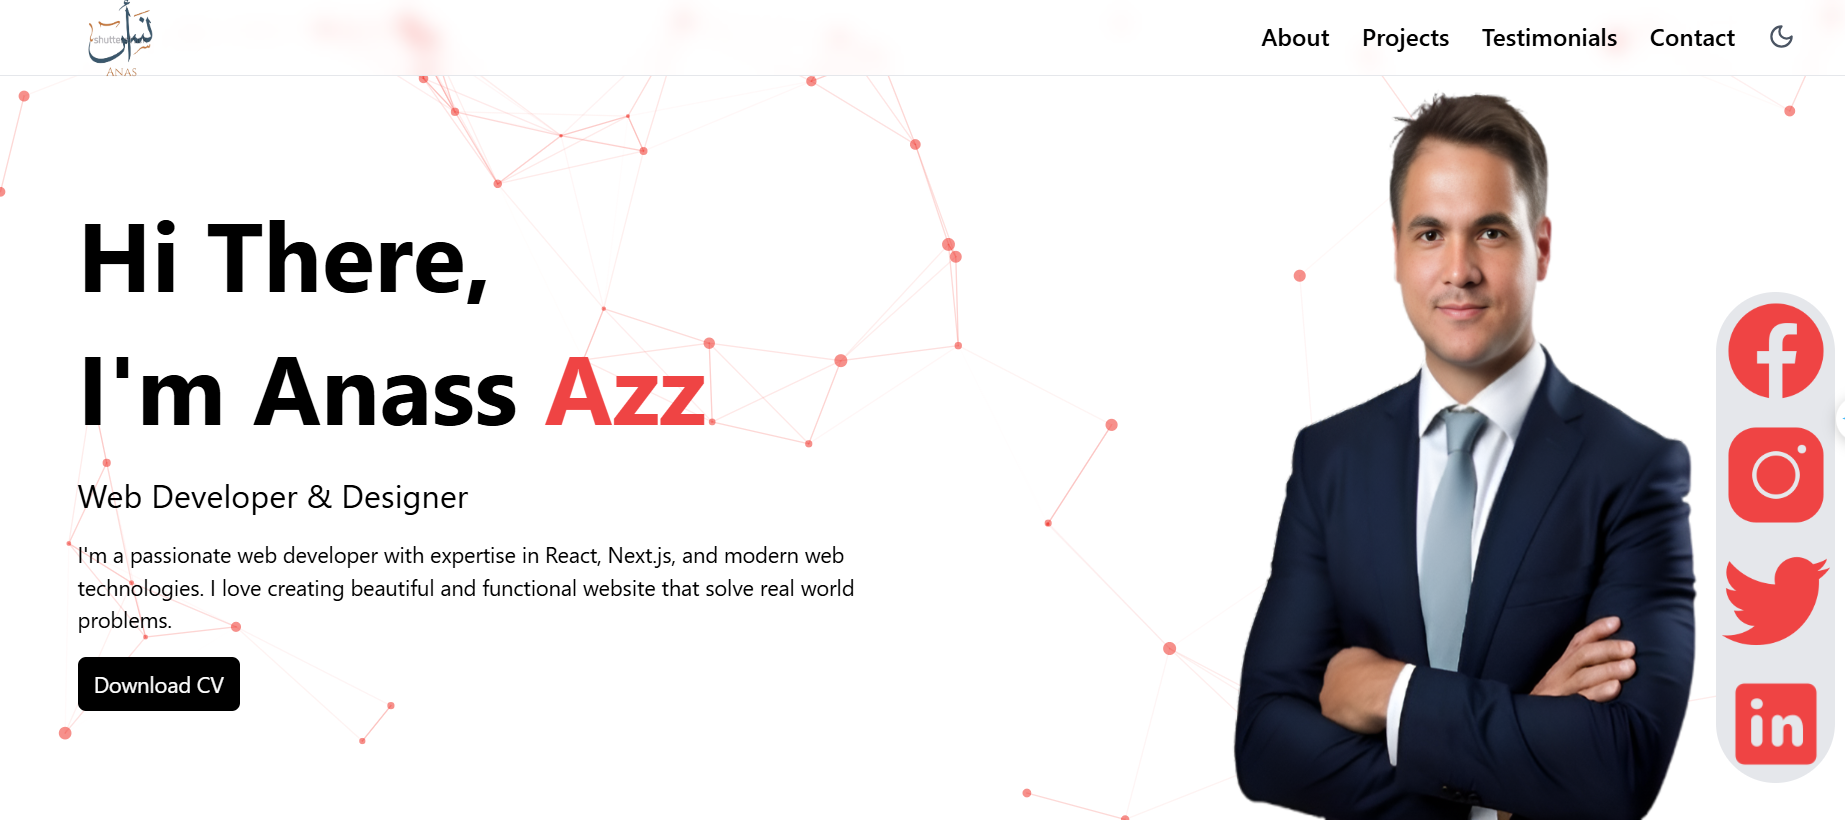 shutte
ANAS
About
Projects
Testimonials
Contact
Hi There,
I'm Anass Azz
Web Developer & Designer
I'm a passionate web developer with expertise in React, Next.js, and modern web
technologies. I love creating beautiful and functional website that solve real world
problems.
Download CV
in